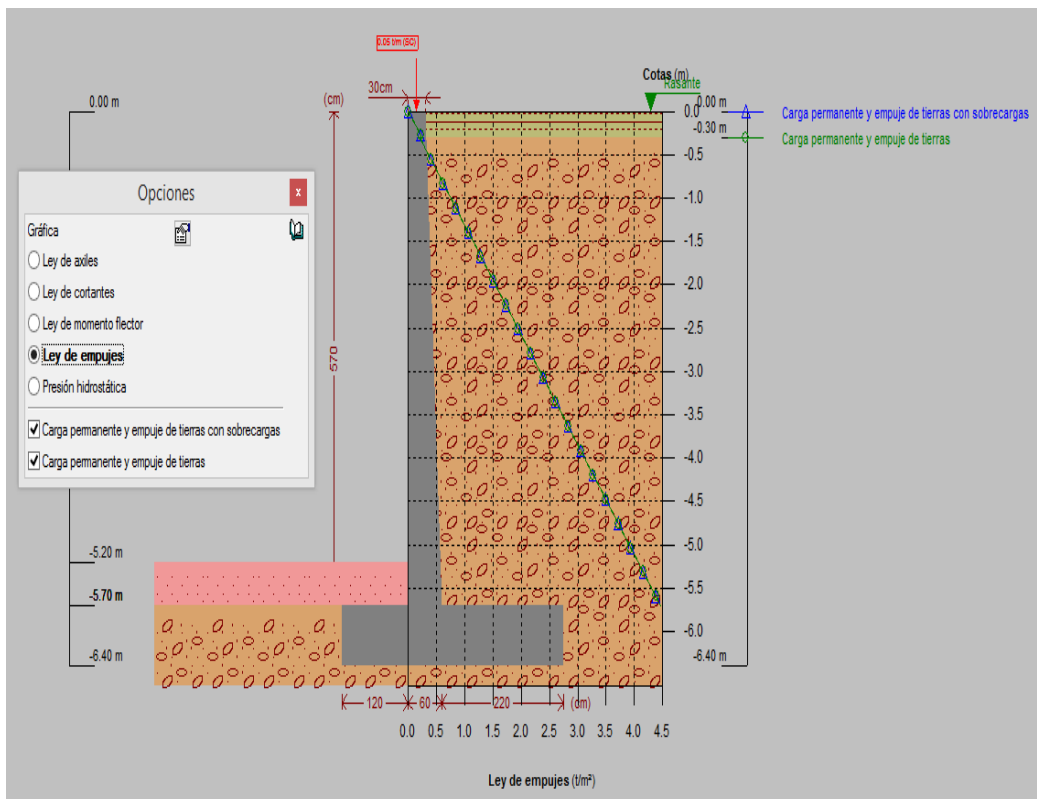 0.05 t/m (SC)
30cm
(cm)
Cotas (m)
Rasante
0.00 m
0.0
0.00 m
-0.30 m
Carga permanente y empuje de tierras con sobrecargas
Carga permanente y empuje de tierras
-0.5
-1.0
-1.5
-2.0
-2.5
-3.0
-3.5
-4.0
-4.5
-5.0
-5.5
-6.0
-6.40 m
Opciones
x
Gráfica
Ley de axiles
Ley de cortantes
Ley de momento flector
Ley de empujes
Presión hidrostática
Carga permanente y empuje de tierras con sobrecargas
Carga permanente y empuje de tierras
570
-5.20 m
-5.70 m
-6.40 m
120 60 220 (cm)
0.0 0.5 1.0 1.5 2.0 2.5 3.0 3.5 4.0 4.5
Ley de empujes (t/m²)